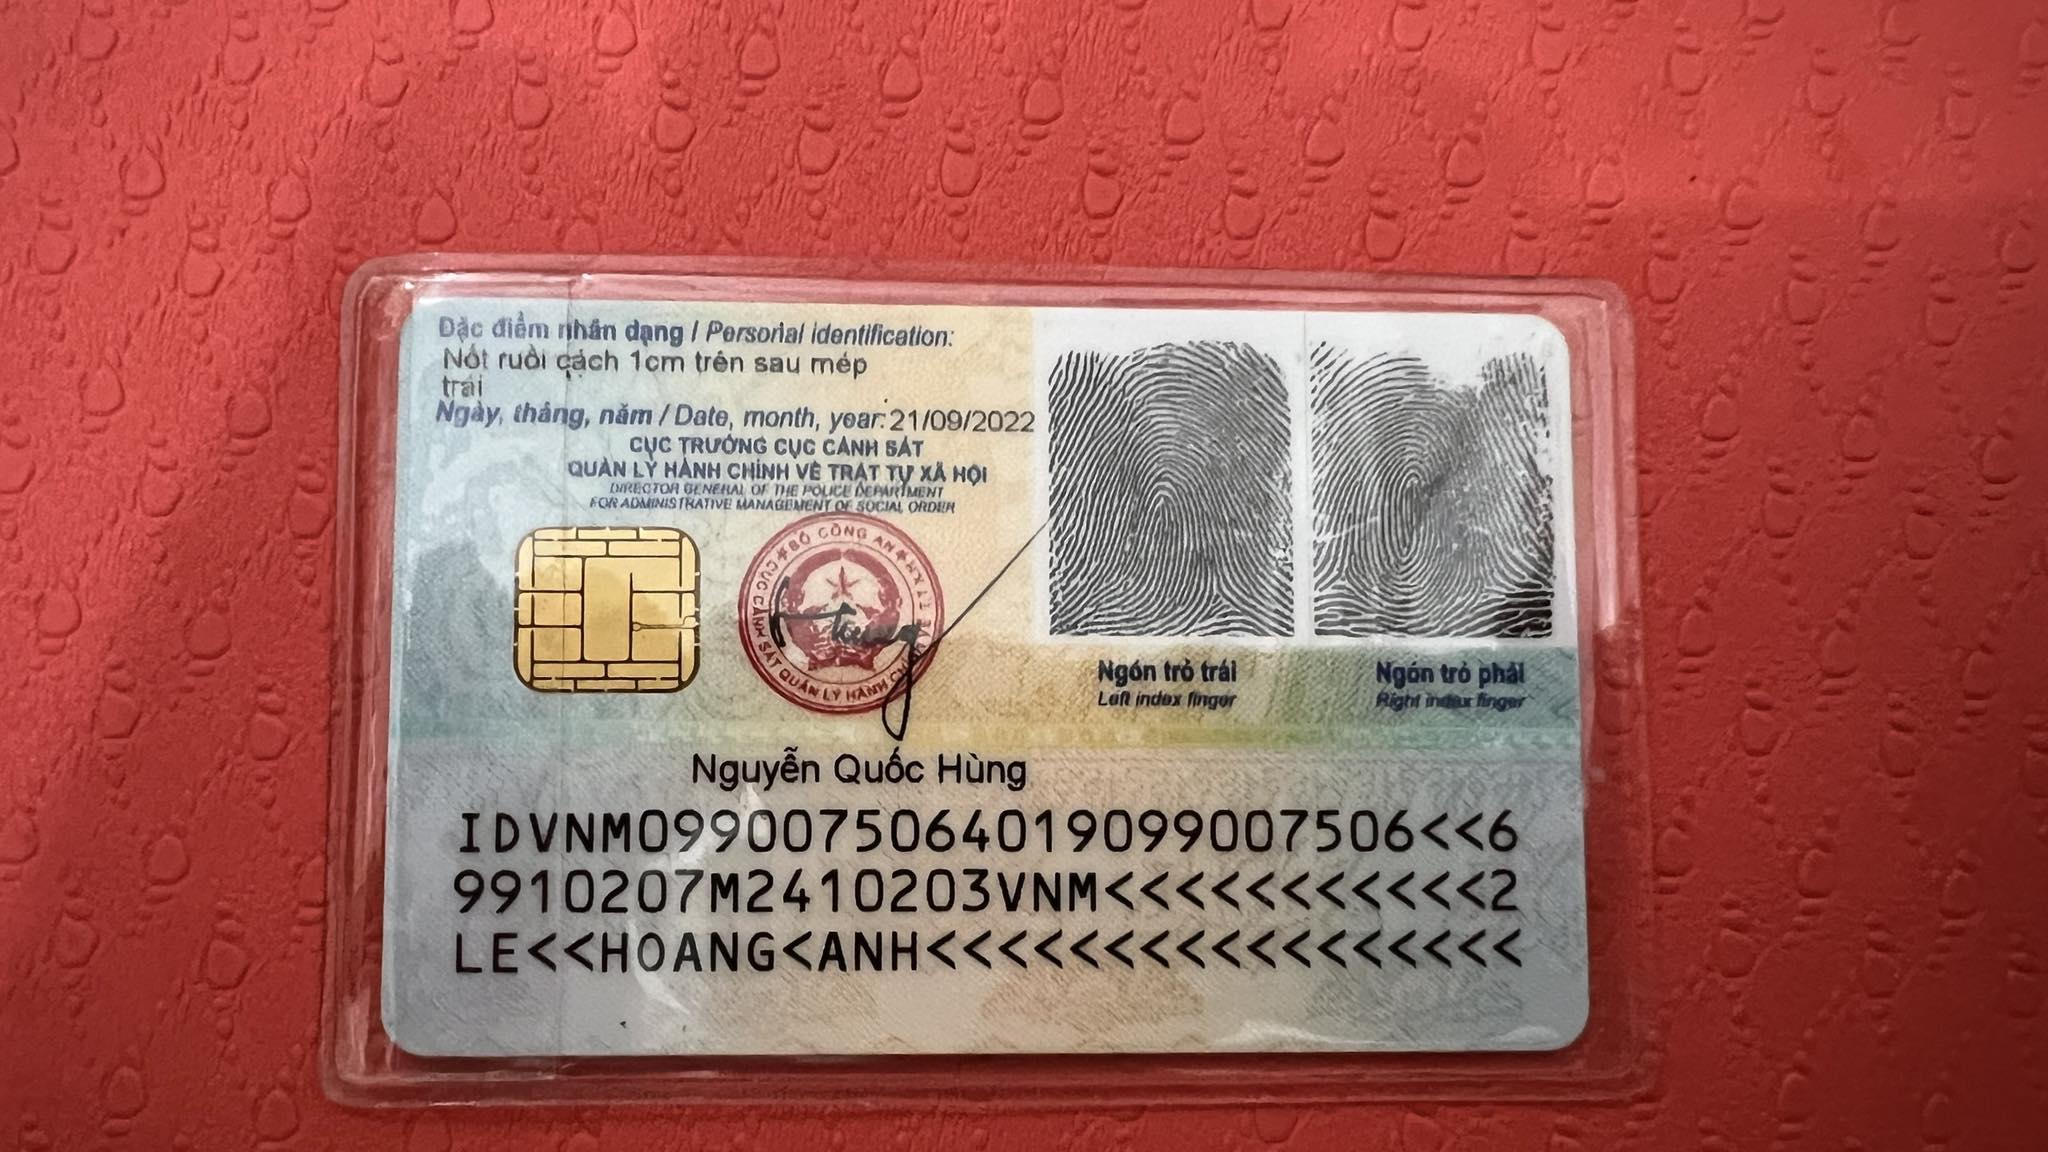 Đặc điểm nhân dạng / Personal identification:
Nốt ruồi cách 1cm trên sau mép
trái
Ngày, tháng, năm / Date, month, year: 21/09/2022
CỤC TRƯỞNG CỤC CẢNH SÁT
QUẢN LÝ HÀNH CHÍNH VỀ TRẬT TỰ XÃ HỘI
DIRECTOR GENERAL OF THE POLICE DEPARTMENT
FOR ADMINISTRATIVE MANAGEMENT OF SOCIAL ORDER
BỘ CÔNG AN
CỤC CẢNH SÁT QUẢN LÝ HÀNH CHÍNH
Ngón trỏ trái
Left index finger
Ngón trỏ phải
Right index finger
Nguyễn Quốc Hùng
IDVNM0990075064019099007506<<6
9910207M2410203VNM<<<<<<<<<<<2
LE<<HOANG<ANH<<<<<<<<<<<<<<<<<